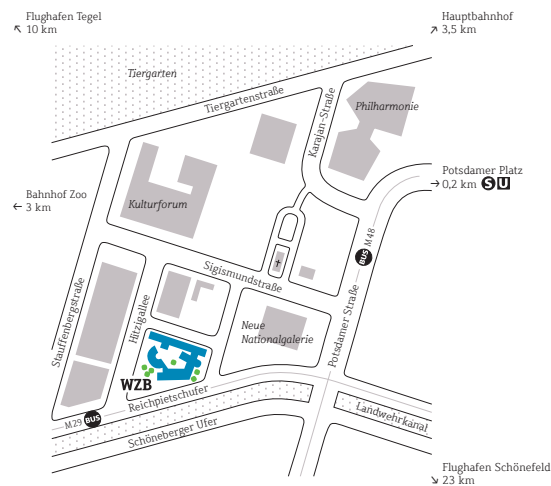 Flughafen Tegel
↖ 10 km
Hauptbahnhof
↗ 3,5 km
Tiergarten
Tiergartenstraße
Karajan-Straße
Philharmonie
Potsdamer Platz
→ 0,2 km S U
Bahnhof Zoo
← 3 km
Kulturforum
BUS M48
Sigismundstraße
Stauffenbergstraße
Hitzigallee
Neue
Nationalgalerie
Potsdamer Straße
WZB
Reichpietschufer
M29 BUS
Landwehrkanal
Schöneberger Ufer
Flughafen Schönefeld
↘ 23 km